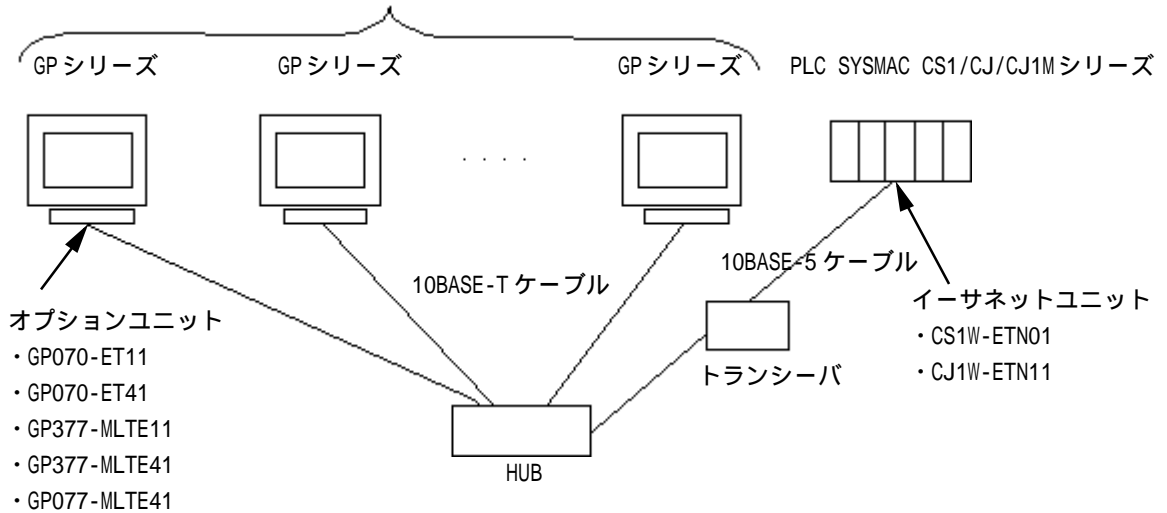 GPシリーズ
GPシリーズ
GPシリーズ
PLC SYSMAC CS1/CJ/CJ1Mシリーズ
・・・・
10BASE-Tケーブル
10BASE-5ケーブル
オプションユニット
・GP070-ET11
・GP070-ET41
・GP377-MLTE11
・GP377-MLTE41
・GP077-MLTE41
トランシーバ
イーサネットユニット
・CS1W-ETN01
・CJ1W-ETN11
HUB